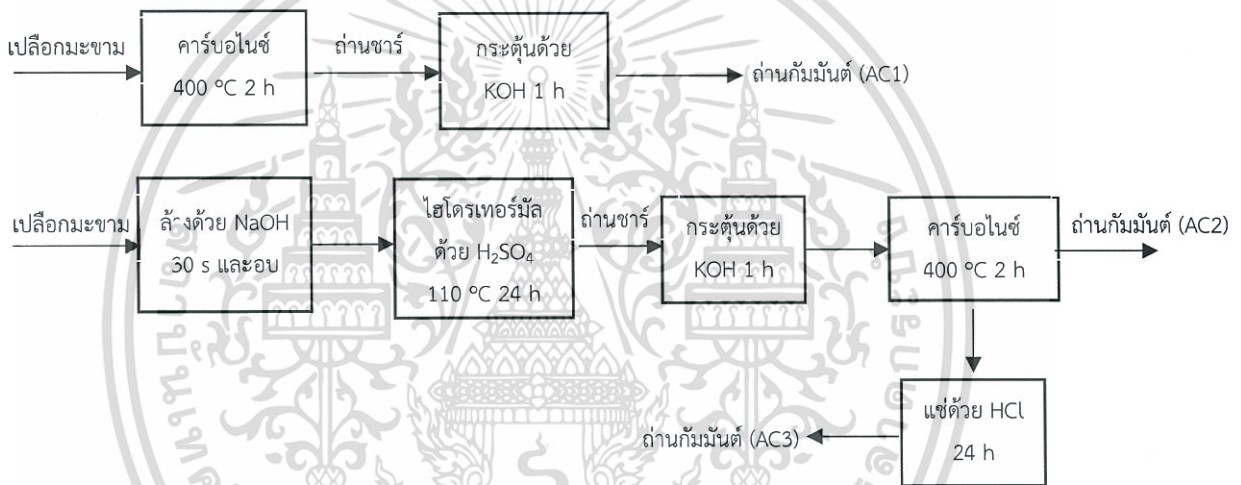 เปลือกมะขาม
คาร์บอไนซ์
400 °C 2 h
ถ่านชาร์
กระตุ้นด้วย
KOH 1 h
ถ่านกัมมันต์ (AC1)
เปลือกมะขาม
ล้างด้วย NaOH
30 s และอบ
ไฮโดรเทอร์มัล
ด้วย H₂SO₄
110 °C 24 h
ถ่านชาร์
กระตุ้นด้วย
KOH 1 h
คาร์บอไนซ์
400 °C 2 h
ถ่านกัมมันต์ (AC2)
แช่ด้วย HCl
24 h
ถ่านกัมมันต์ (AC3)